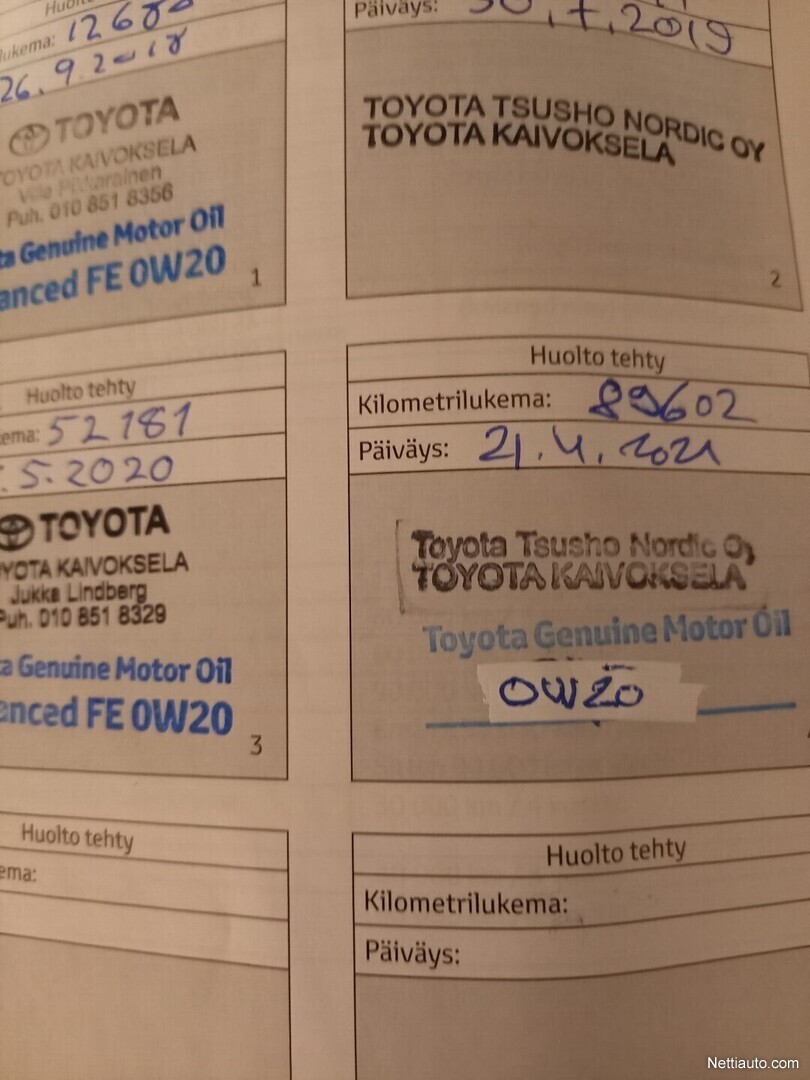 Huolto
lukema:
26.9.2018
TOYOTA
TOYOTA KAIVOKSELA
Puh. 010 851 8356
ta Genuine Motor Oil
anced FE 0W20
1
Päiväys: 30.7.2019
TOYOTA TSUSHO NORDIC OY
TOYOTA KAIVOKSELA
2
Huolto tehty
ema: 52181
.5.2020
TOYOTA
YOTA KAIVOKSELA
Jukka Lindberg
Puh. 010 851 8329
ta Genuine Motor Oil
anced FE 0W20
3
Huolto tehty
Kilometrilukema: 89602
Päiväys: 21.4.2021
Toyota Tsusho Nordic Oy
TOYOTA KAIVOKSELA
Toyota Genuine Motor Oil
0W20
Huolto tehty
ema:
Huolto tehty
Kilometrilukema:
Päiväys:
Nettiauto.com